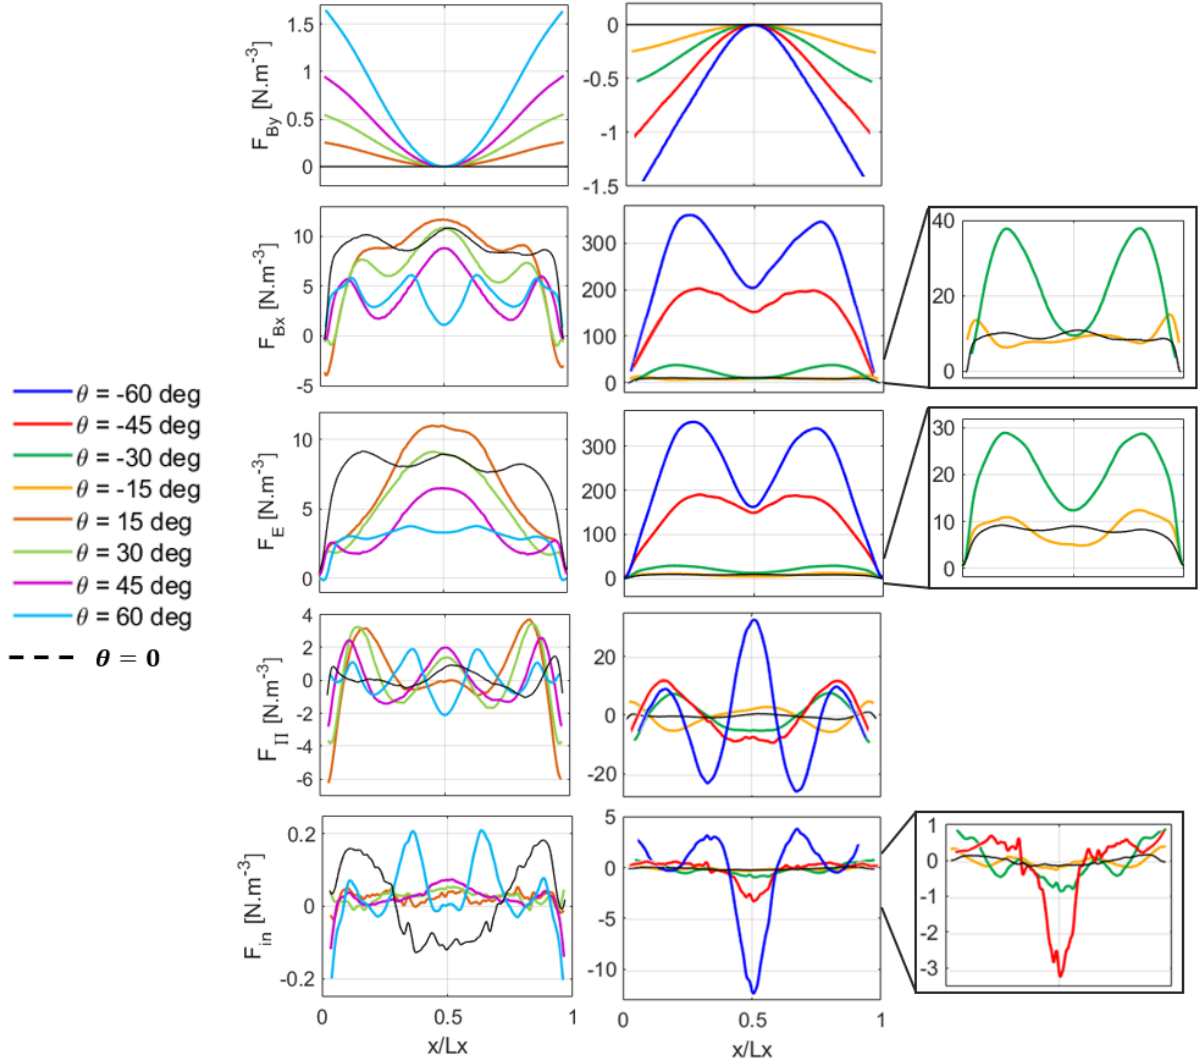 F_By [N.m^-3]
1.5
1
0.5
0
0
-0.5
-1
-1.5
F_Bx [N.m^-3]
10
5
0
-5
300
200
100
0
40
20
0
θ = -60 deg
θ = -45 deg
θ = -30 deg
θ = -15 deg
θ = 15 deg
θ = 30 deg
θ = 45 deg
θ = 60 deg
θ = 0
F_E [N.m^-3]
10
5
0
300
200
100
0
30
20
10
0
F_II [N.m^-3]
4
2
0
-2
-4
-6
20
0
-20
F_in [N.m^-3]
0.2
0
-0.2
5
0
-5
-10
1
0
-1
-2
-3
0 0.5 1
x/Lx
0 0.5 1
x/Lx